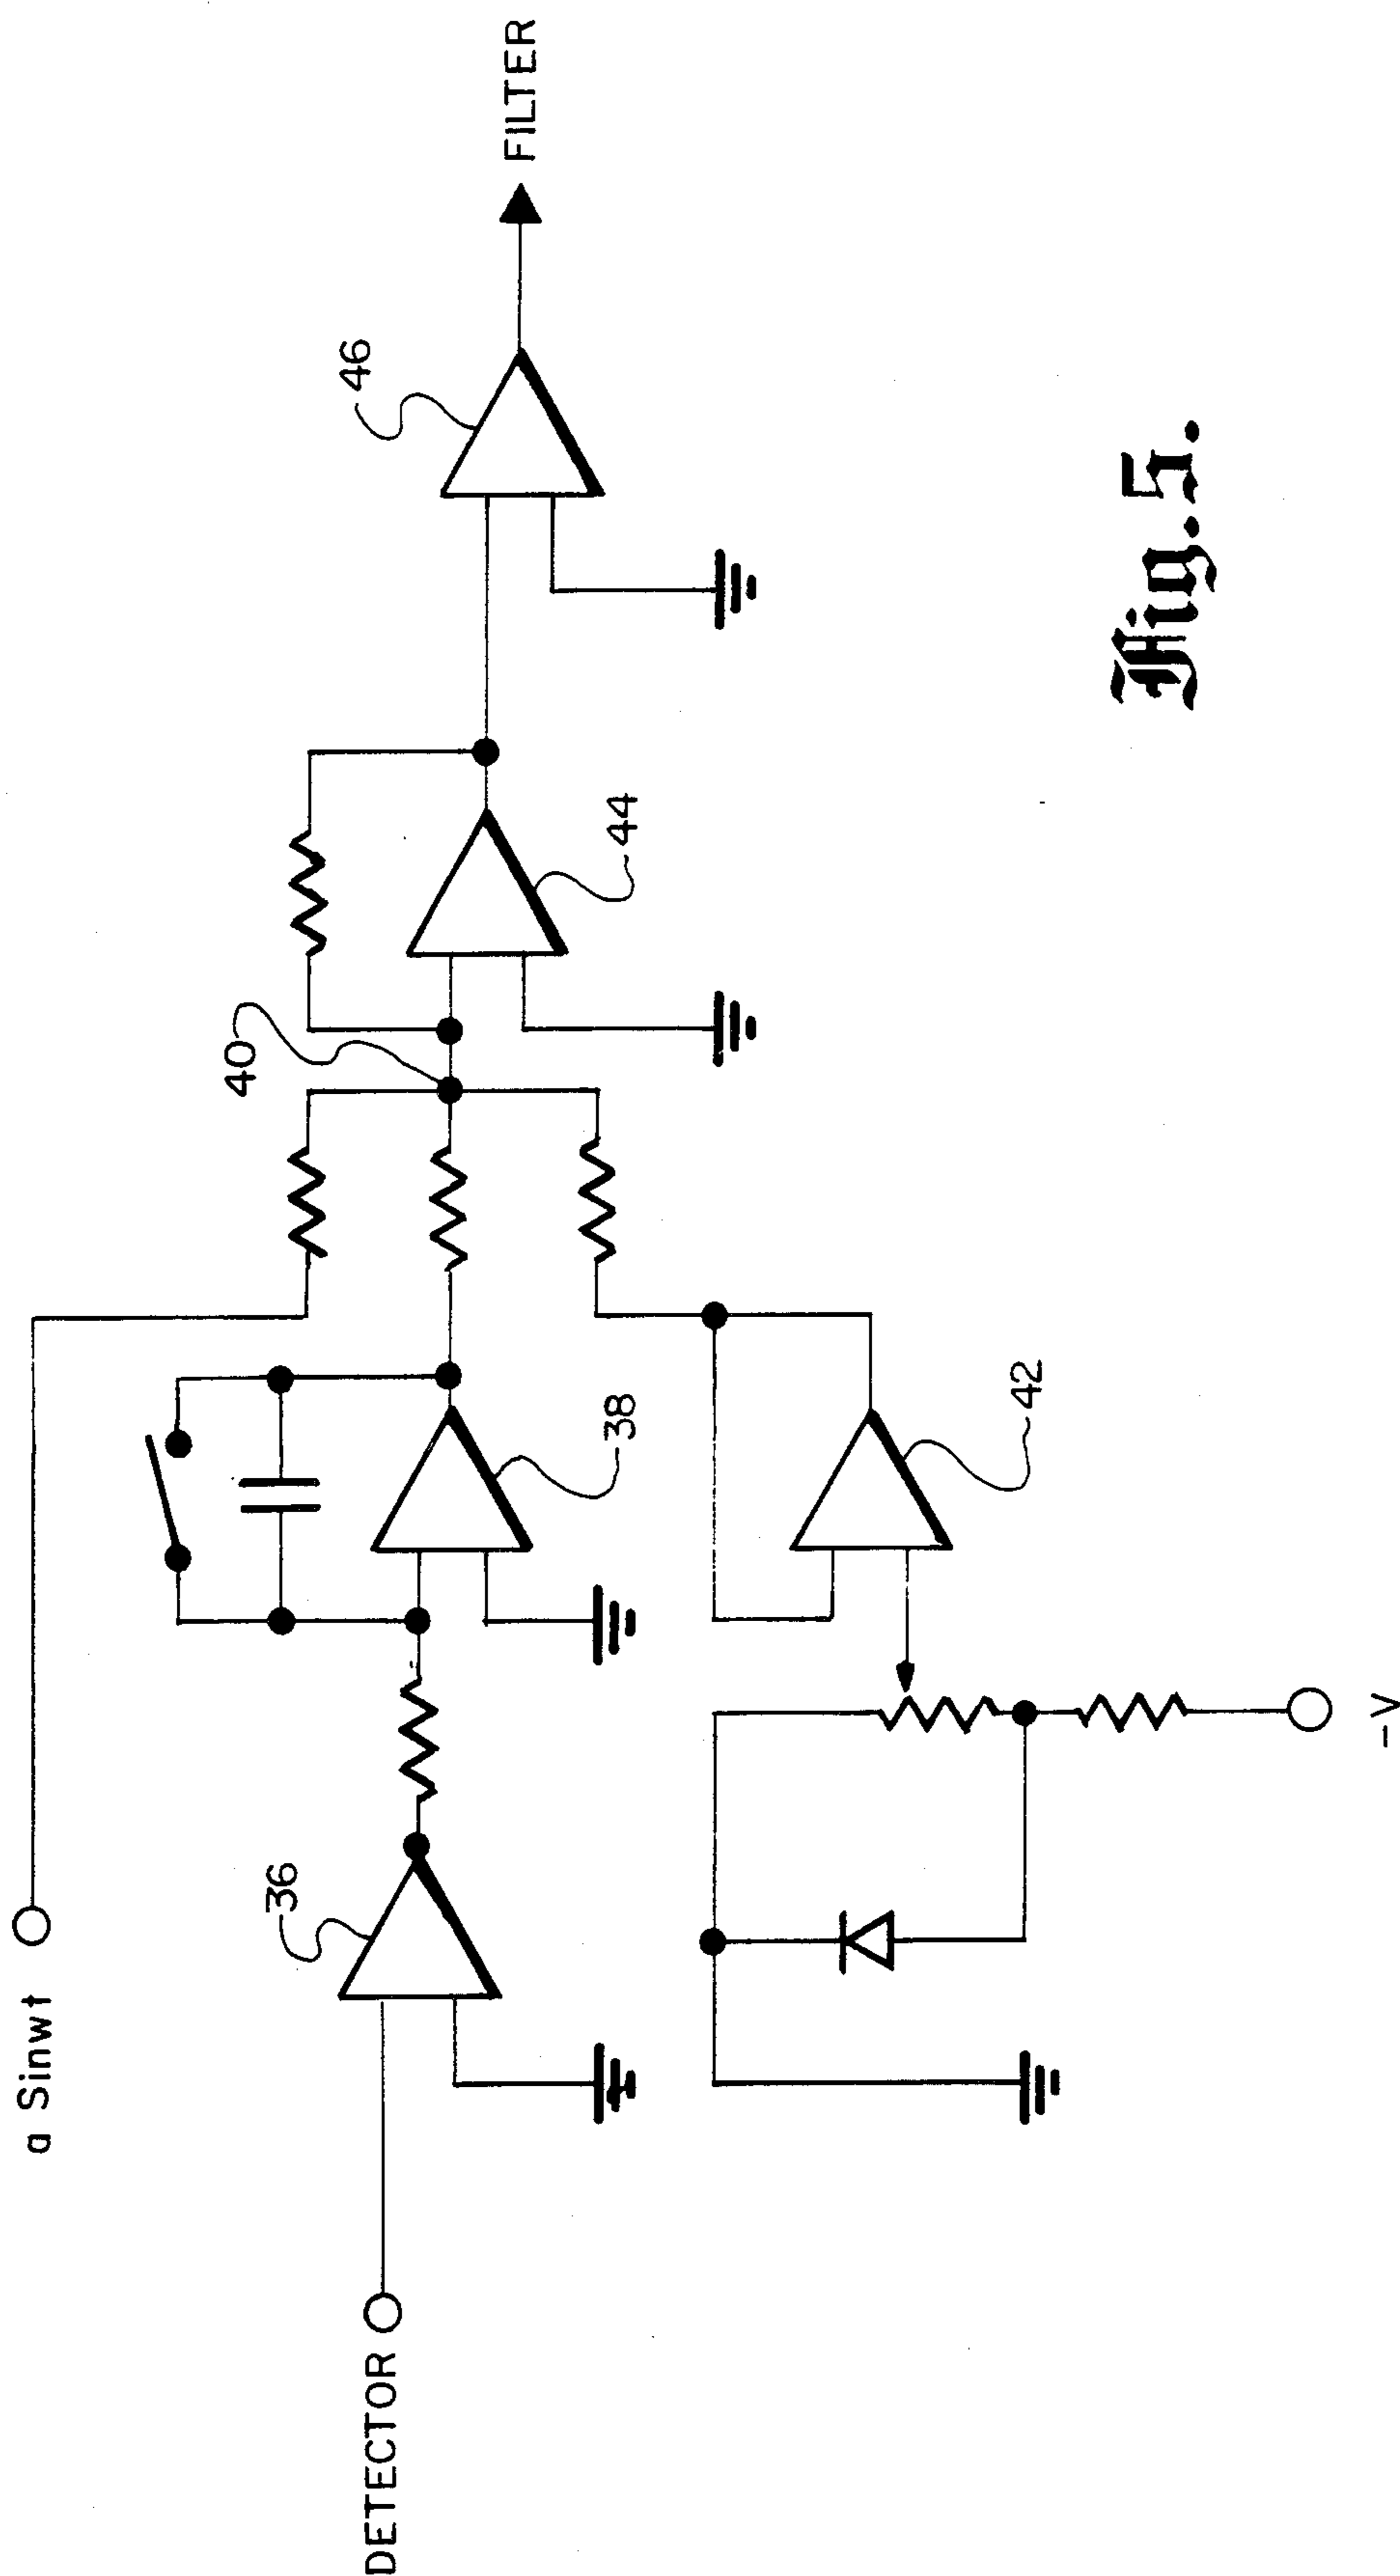 a Sinwt
DETECTOR
36
38
40
42
44
46
FILTER
-V
Fig. 5.